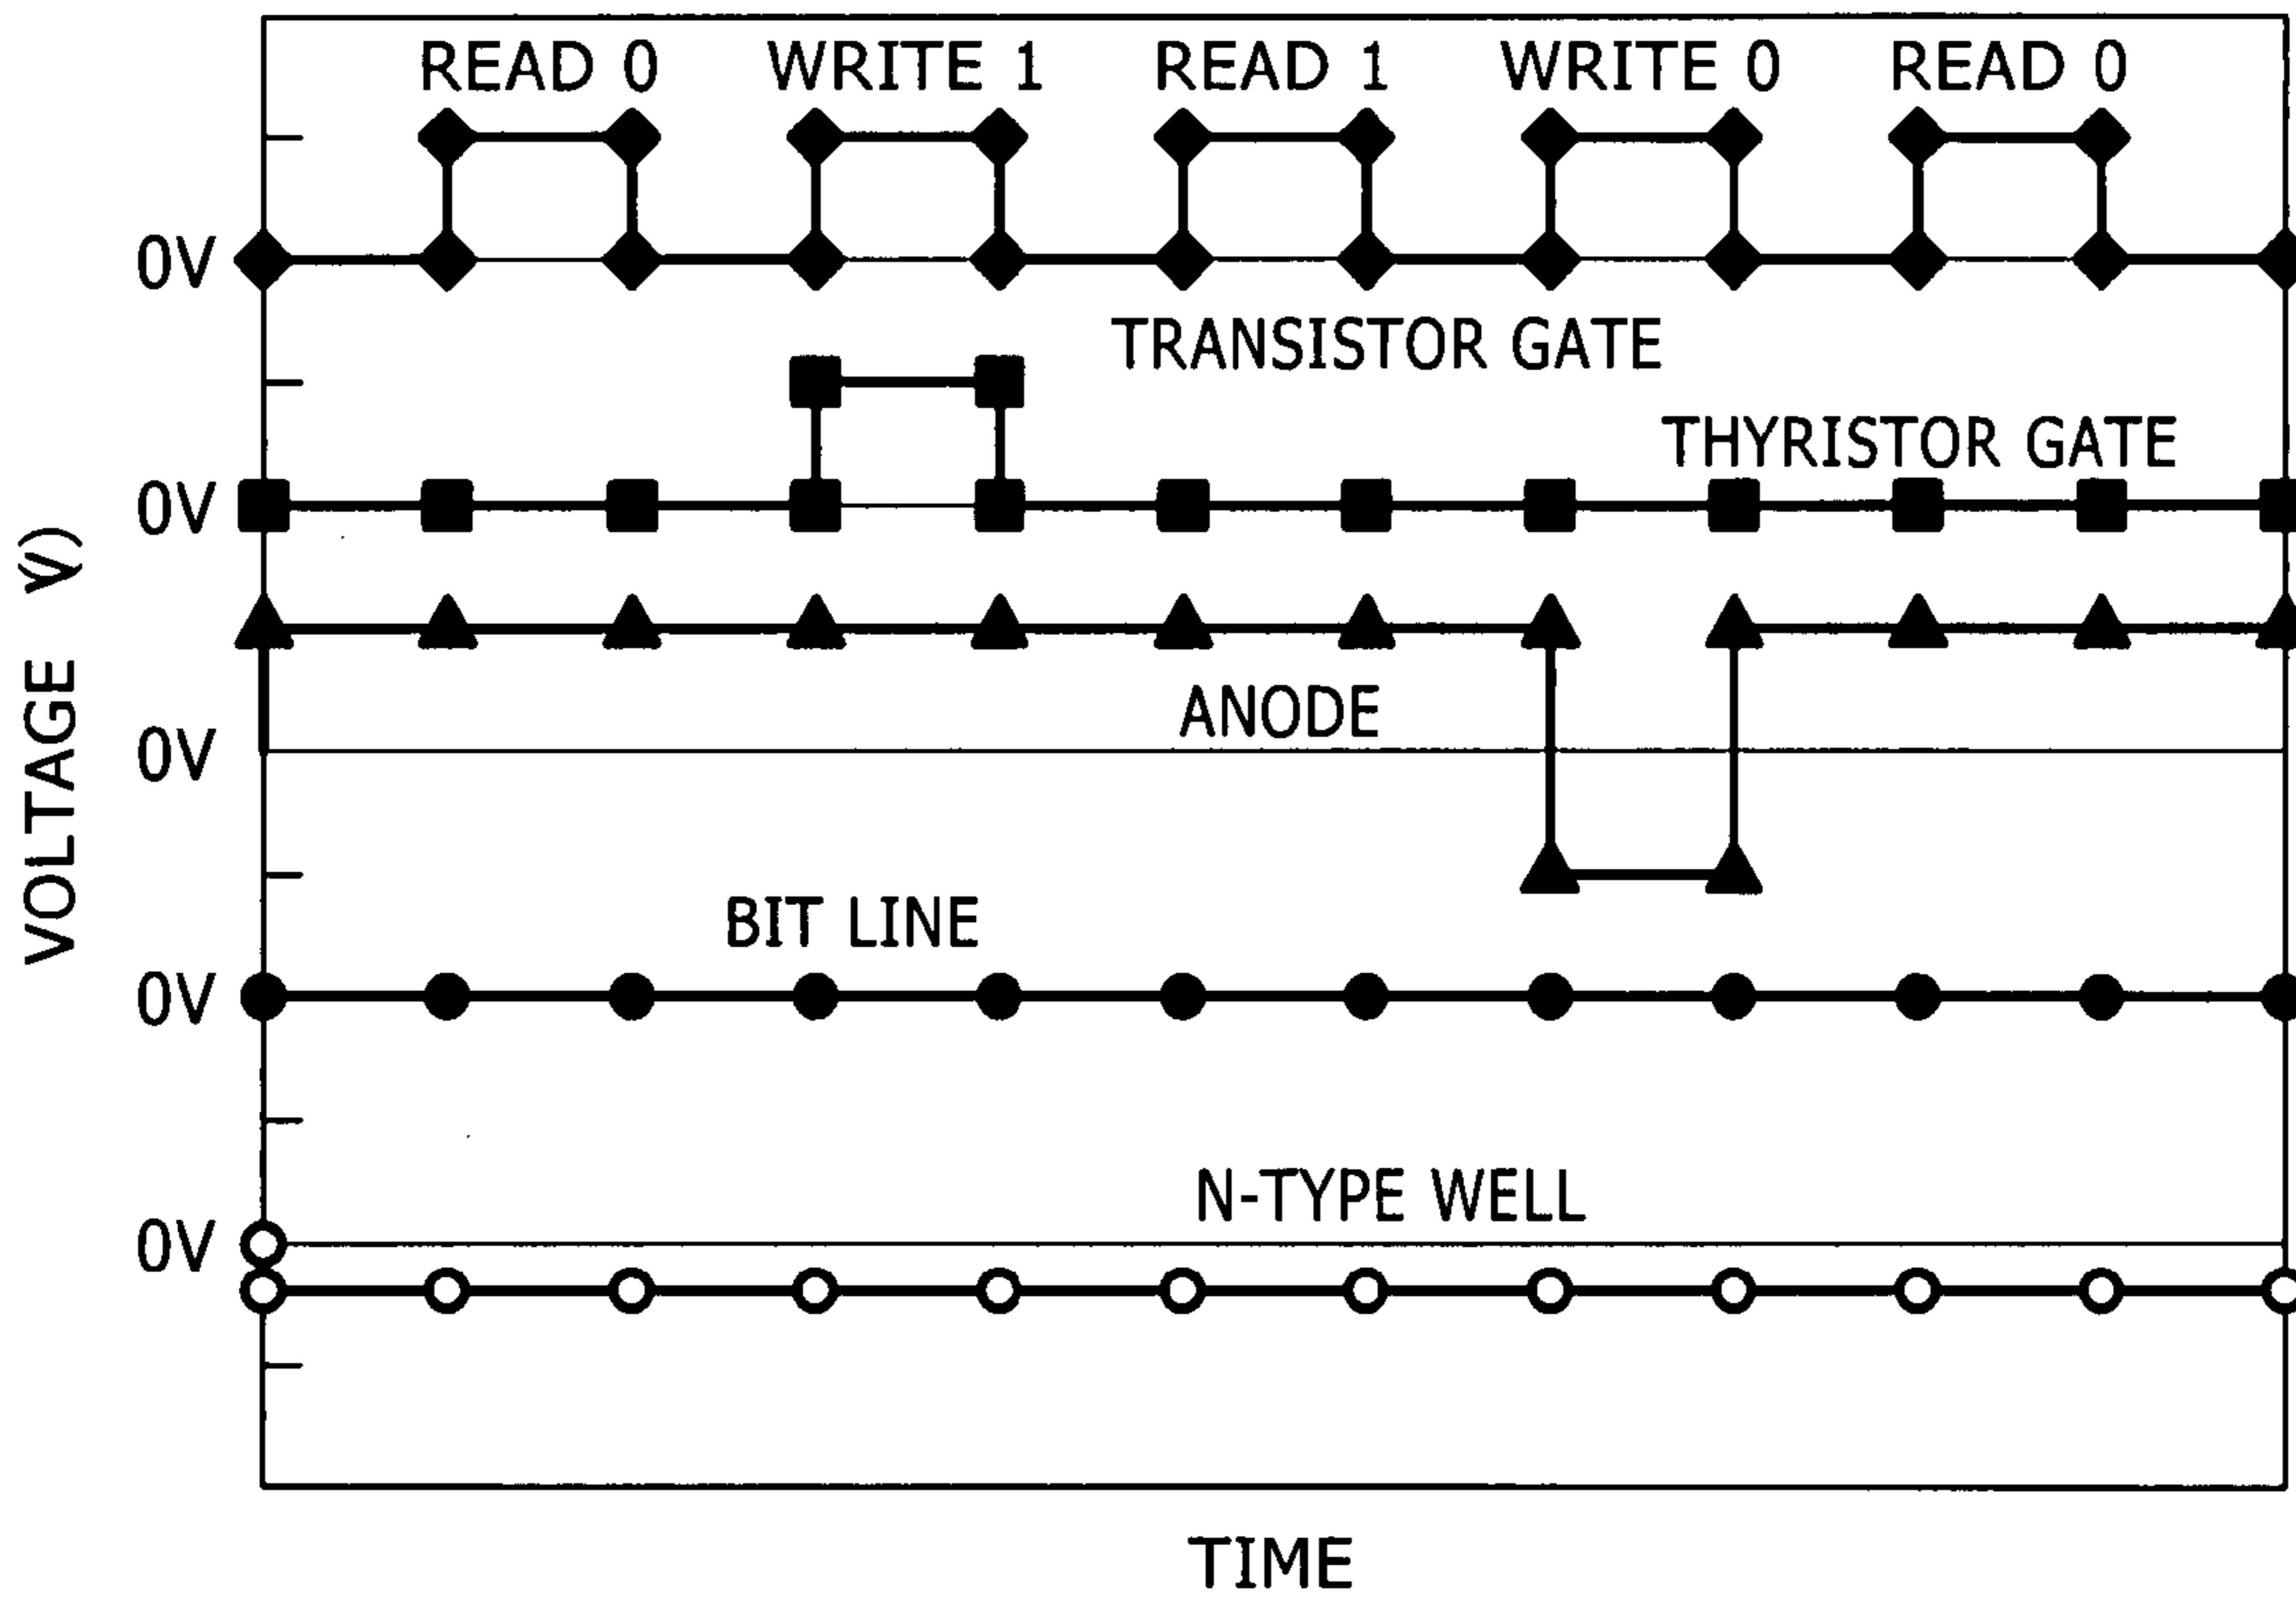 READ 0 WRITE 1 READ 1 WRITE 0 READ 0
0V
TRANSISTOR GATE
THYRISTOR GATE
0V
ANODE
0V
BIT LINE
0V
N-TYPE WELL
0V
VOLTAGE V)
TIME